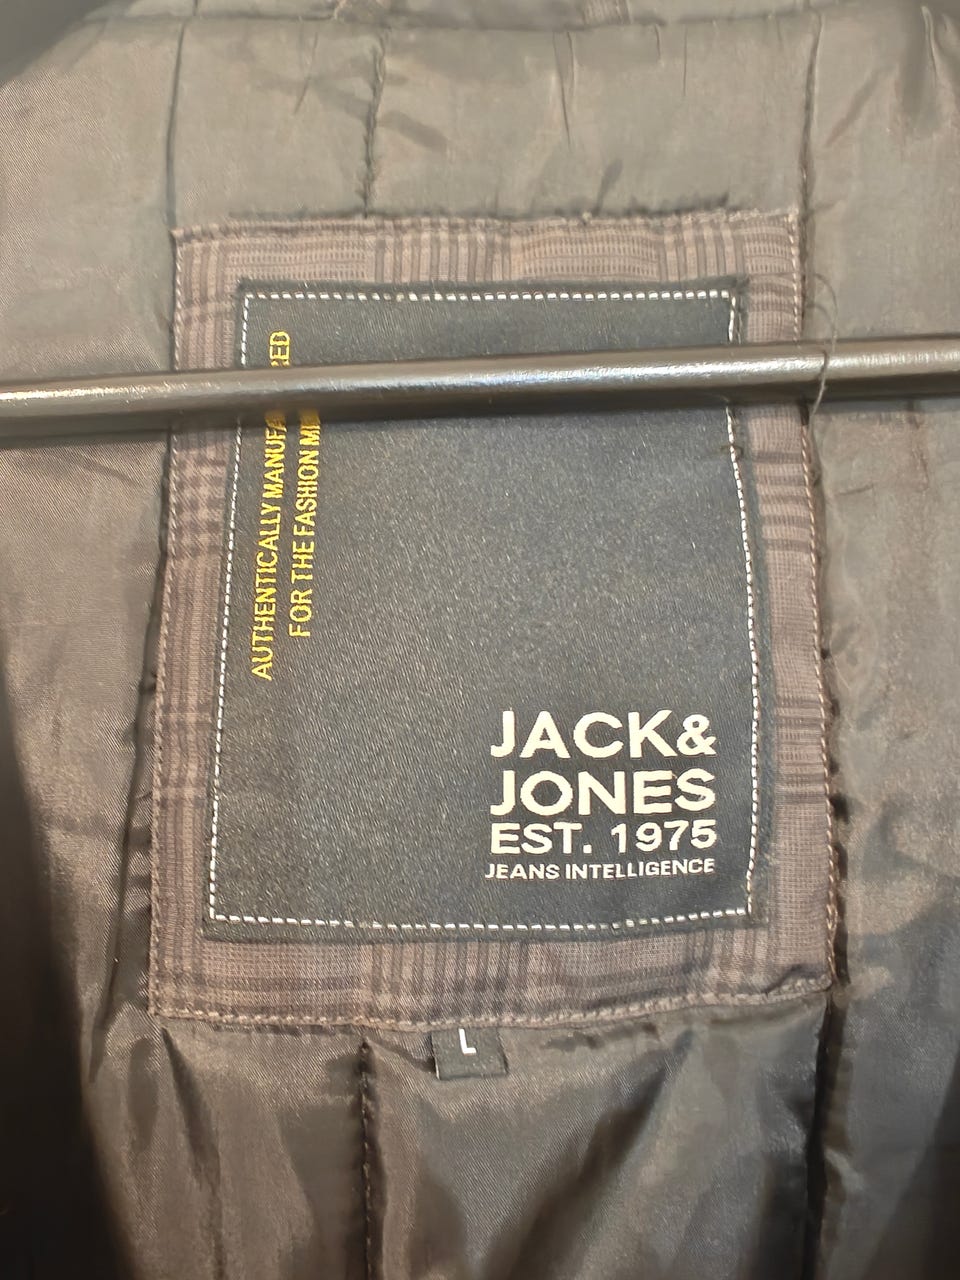 AUTHENTICALLY
FOR THE FASHION
JACK&
JONES
EST. 1975
JEANS INTELLIGENCE
L